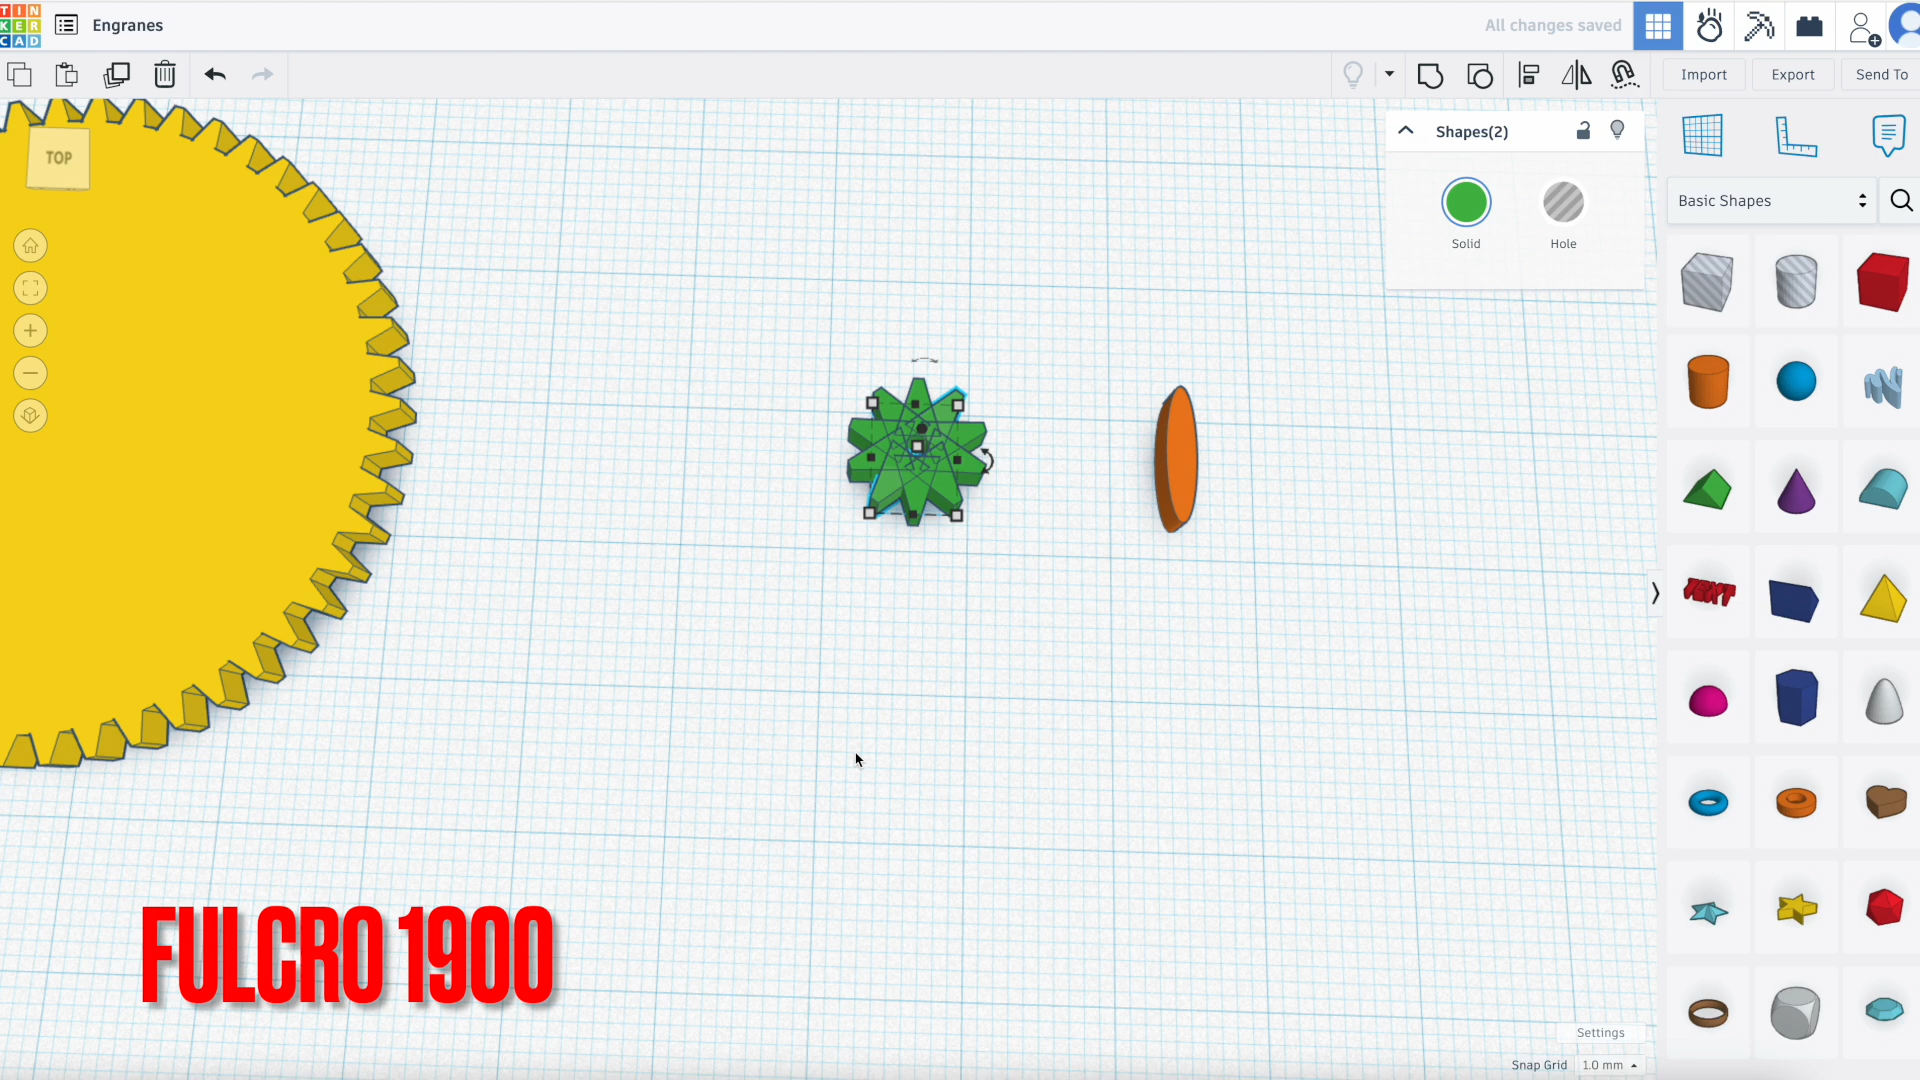 TIN
KER
CAD
Engranes
All changes saved
Import
Export
Send To
TOP
Shapes(2)
Solid
Hole
Basic Shapes
TEXT
FULCRO 1900
Settings
Snap Grid
1.0 mm